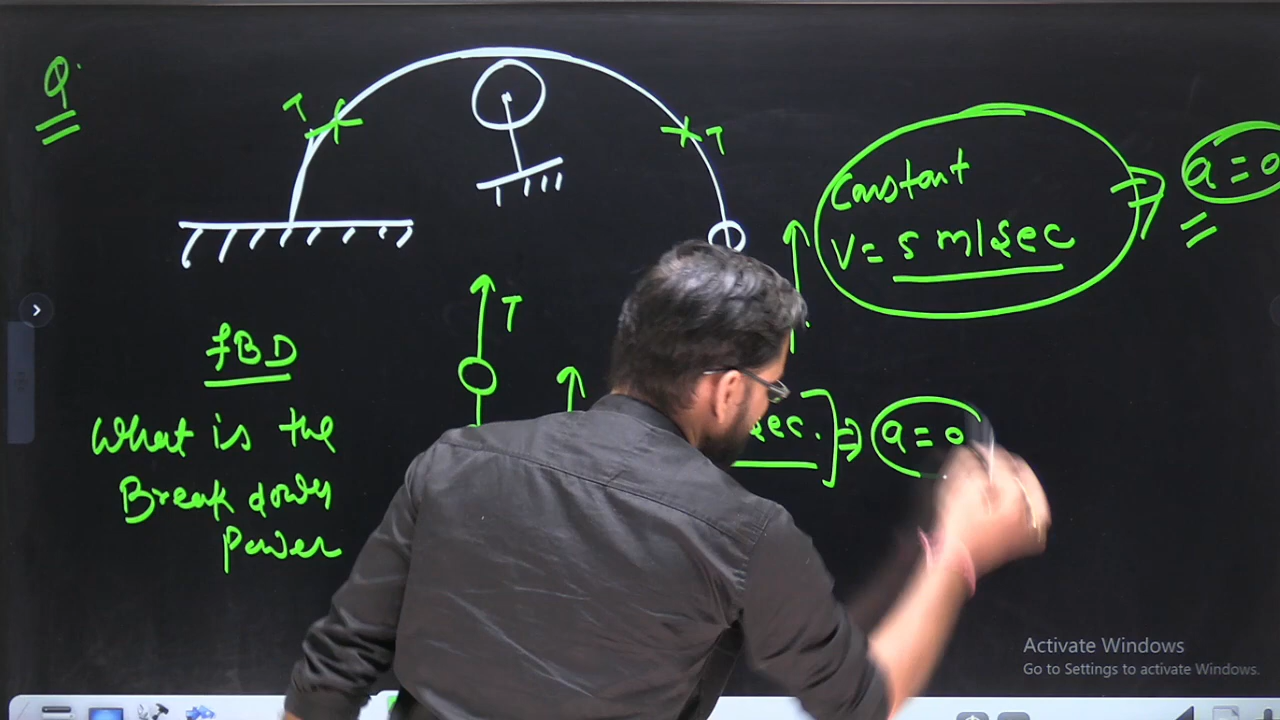 Q.
T
T
Constant
V = 5 m/sec
⇒ a = 0
T
FBD
What is the
Break down
Power
sec.] ⇒ a = 0
Activate Windows
Go to Settings to activate Windows.